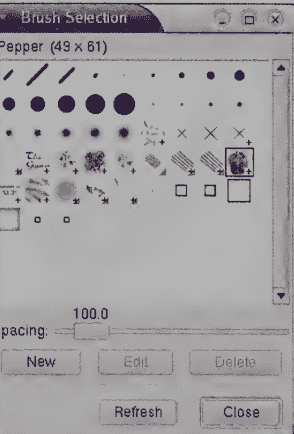 Brush Selection
Pepper (49 × 61)
100.0
pacing:
New
Edit
Delete
Refresh
Close